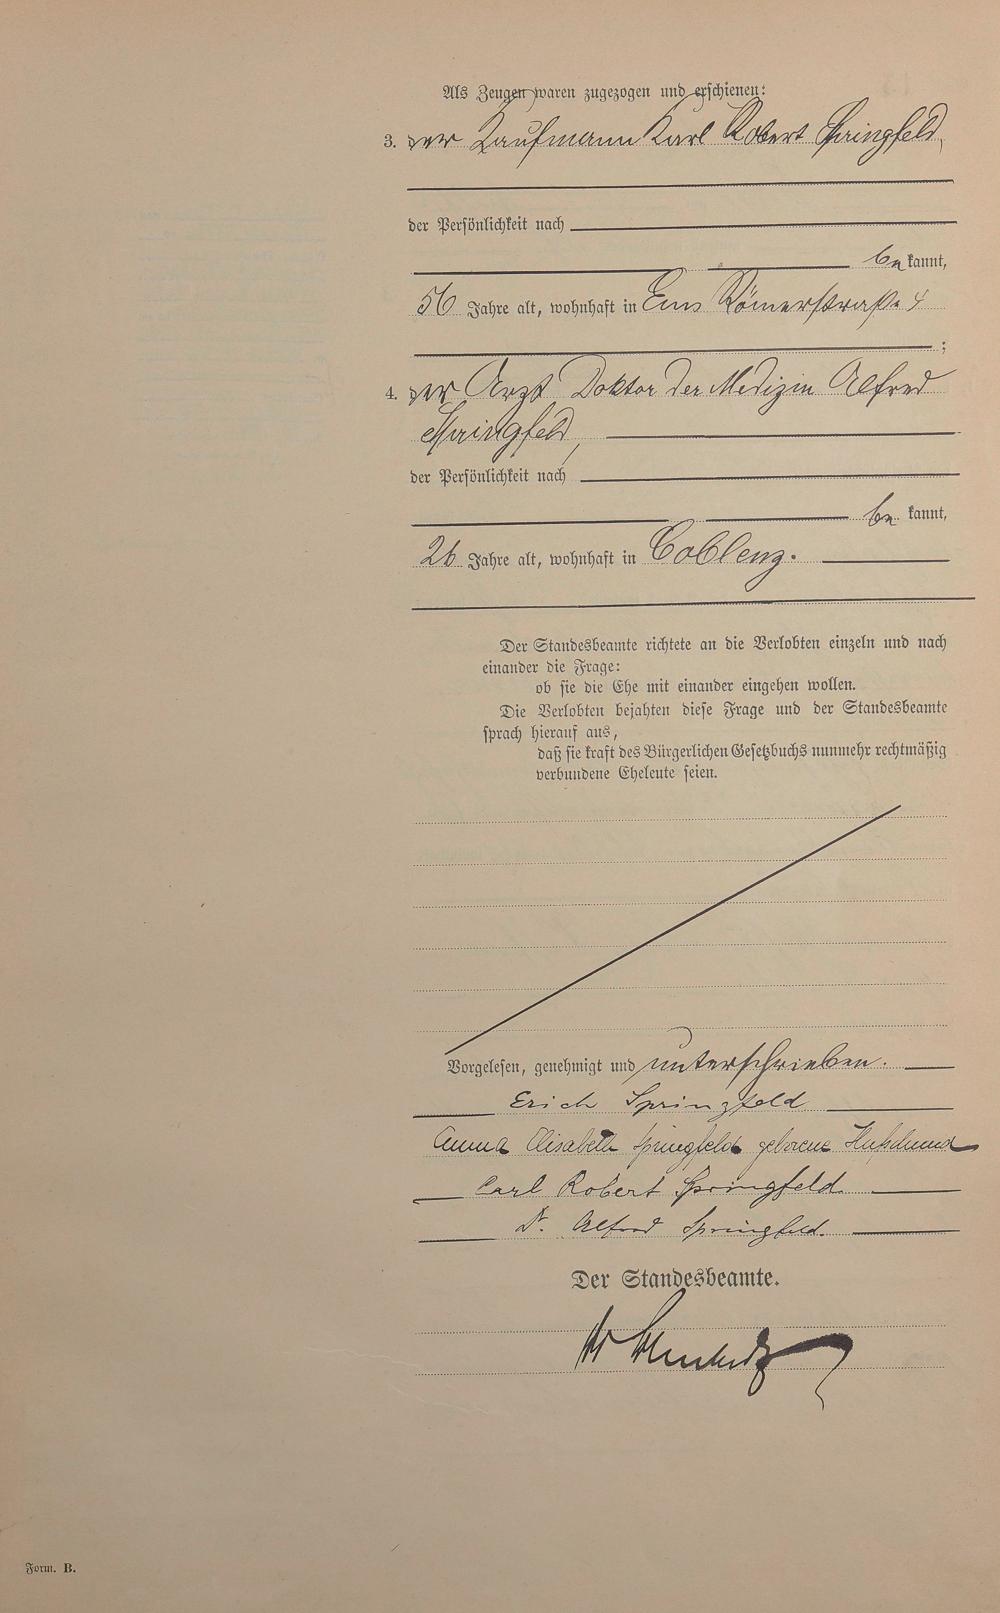 Als Zeugen waren zugezogen und erschienen:
3. der Kaufmann Karl Robert Springfeld,
der Persönlichkeit nach
be kannt,
56 Jahre alt, wohnhaft in Ems Römerstraße 4
;
4. der Arzt Doktor der Medizin Alfred
Springfeld,
der Persönlichkeit nach
be kannt,
26 Jahre alt, wohnhaft in Coblenz.
Der Standesbeamte richtete an die Verlobten einzeln und nach
einander die Frage:
ob sie die Ehe mit einander eingehen wollen.
Die Verlobten bejahten diese Frage und der Standesbeamte
sprach hierauf aus,
daß sie kraft des Bürgerlichen Gesetzbuchs nunmehr rechtmäßig
verbundene Eheleute seien.
Vorgelesen, genehmigt und unterschrieben.
Erich Springfeld
Anna Elisabeth Springfeld geborene
Carl Robert Springfeld
Dr. Alfred Springfeld.
Der Standesbeamte.
Form. B.